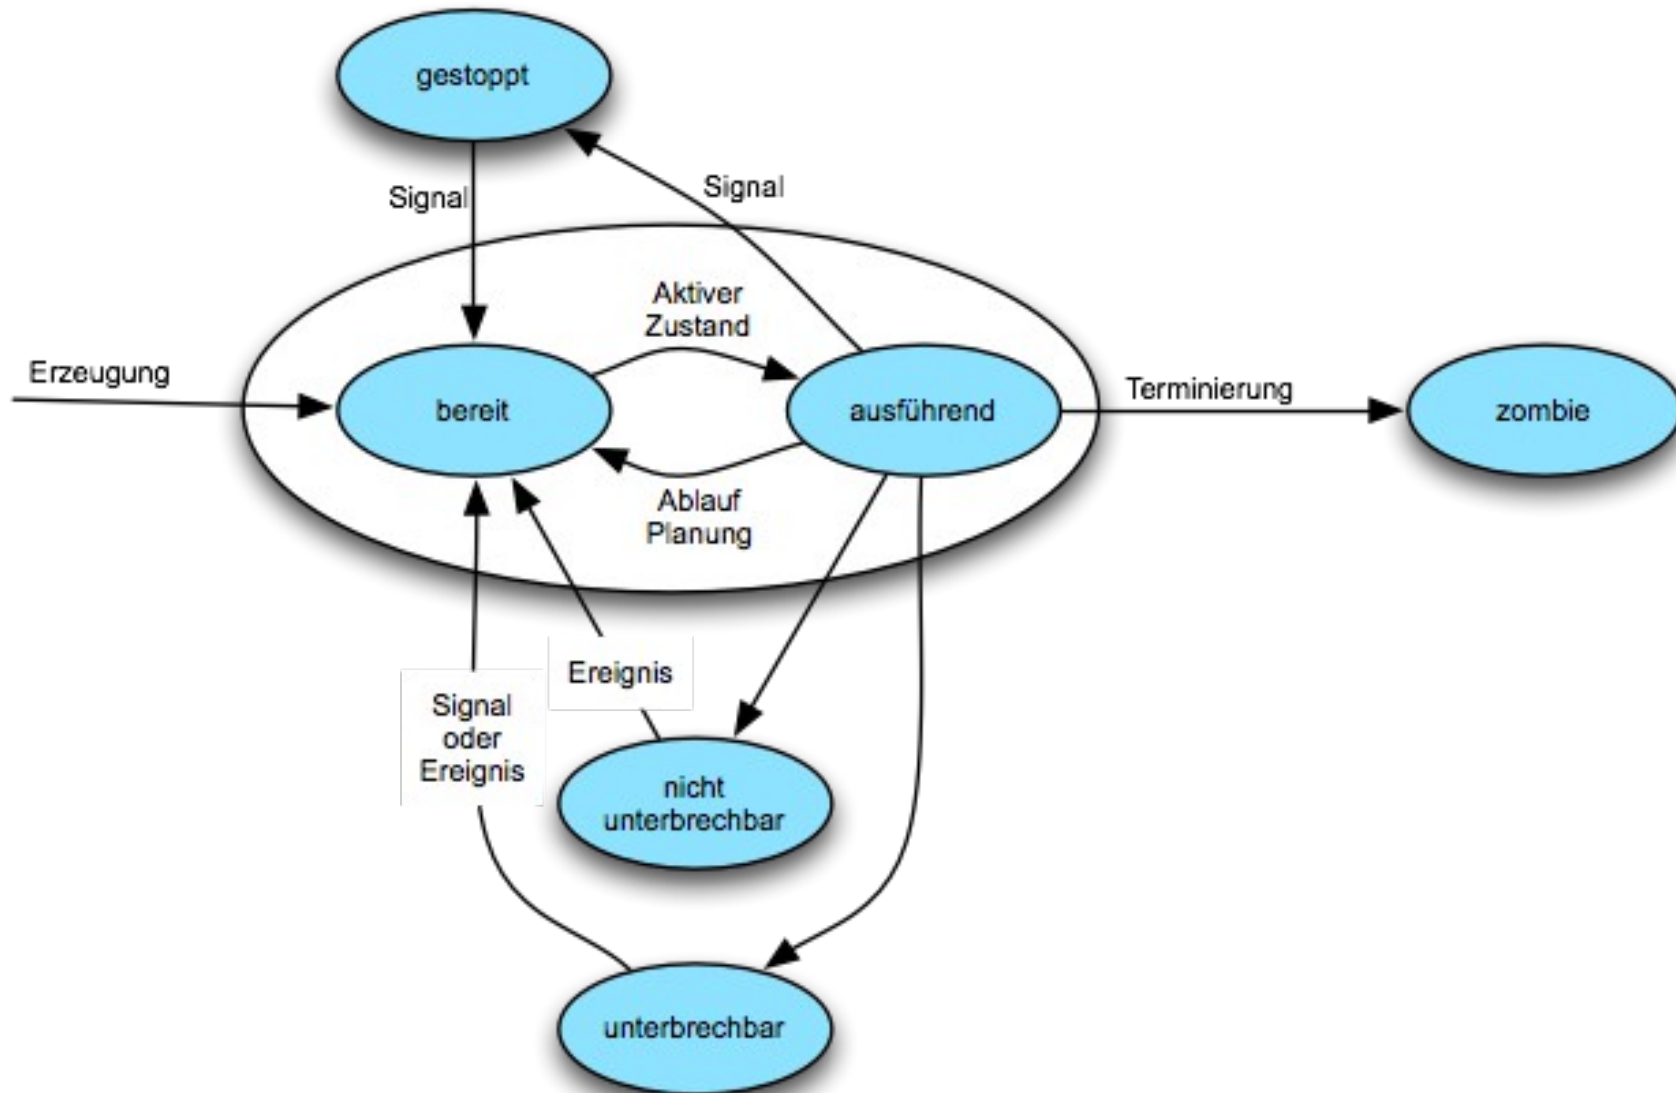 gestoppt
Signal
Signal
Aktiver
Zustand
Erzeugung
bereit
ausführend
Terminierung
zombie
Ablauf
Planung
Ereignis
Signal
oder
Ereignis
nicht
unterbrechbar
unterbrechbar